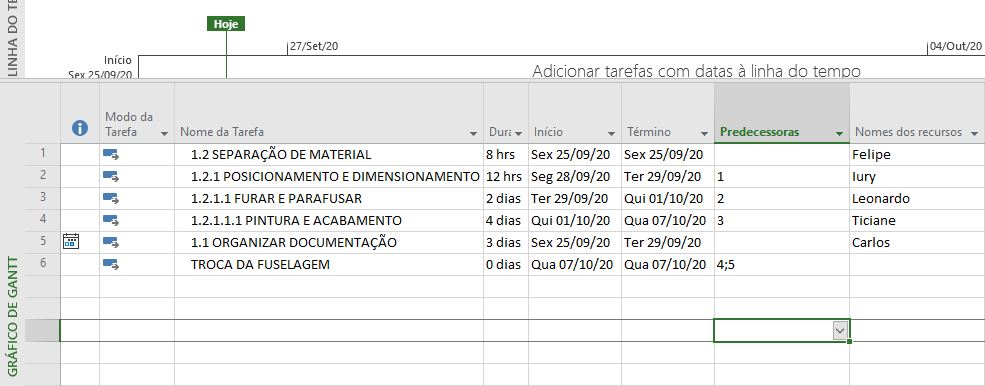 LINHA DO TE
Hoje
27/Set/20
04/Out/20
Início
Sex 25/09/20
Adicionar tarefas com datas à linha do tempo
GRÁFICO DE GANTT
Modo da Tarefa Nome da Tarefa Dura Início Término Predecessoras Nomes dos recursos
1 1.2 SEPARAÇÃO DE MATERIAL 8 hrs Sex 25/09/20 Sex 25/09/20 Felipe
2 1.2.1 POSICIONAMENTO E DIMENSIONAMENTO 12 hrs Seg 28/09/20 Ter 29/09/20 1 Iury
3 1.2.1.1 FURAR E PARAFUSAR 2 dias Ter 29/09/20 Qui 01/10/20 2 Leonardo
4 1.2.1.1.1 PINTURA E ACABAMENTO 4 dias Qui 01/10/20 Qua 07/10/20 3 Ticiane
5 1.1 ORGANIZAR DOCUMENTAÇÃO 3 dias Sex 25/09/20 Ter 29/09/20 Carlos
6 TROCA DA FUSELAGEM 0 dias Qua 07/10/20 Qua 07/10/20 4;5